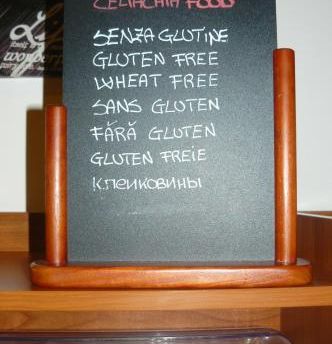 CELIACHIA FOOD
SENZA GLUTiNE
GLUTEN FREE
WHEAT FREE
SANS GLUTEN
FĂRĂ GLUTEN
GLUTEN FREiE
Клейковины